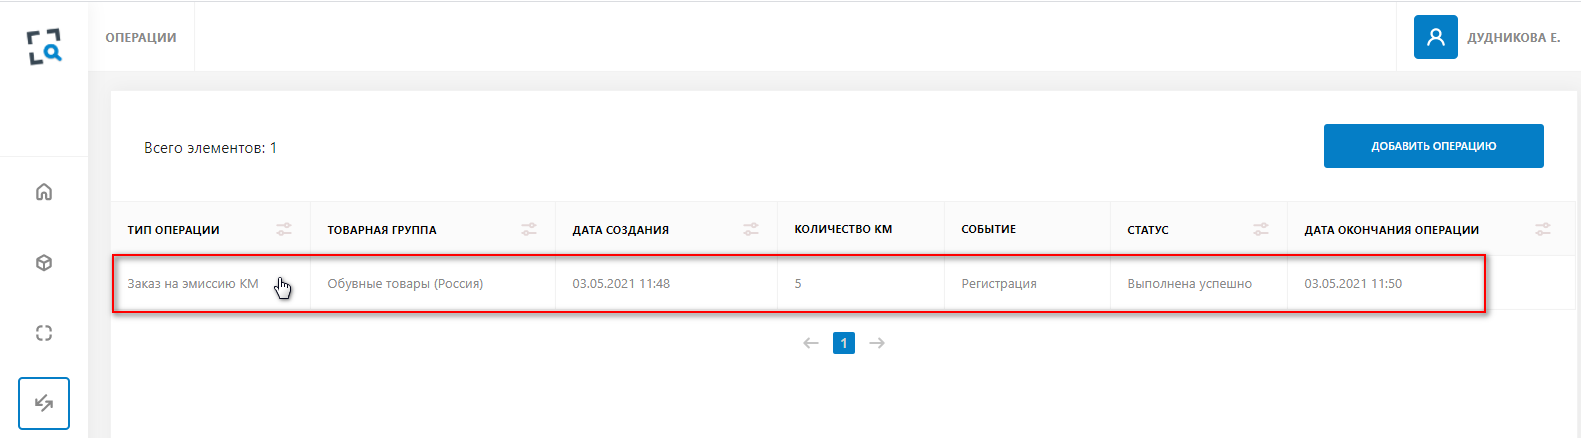 ОПЕРАЦИИ
ДУДНИКОВА Е.
Всего элементов: 1
ДОБАВИТЬ ОПЕРАЦИЮ
ТИП ОПЕРАЦИИ ТОВАРНАЯ ГРУППА ДАТА СОЗДАНИЯ КОЛИЧЕСТВО КМ СОБЫТИЕ СТАТУС ДАТА ОКОНЧАНИЯ ОПЕРАЦИИ
Заказ на эмиссию КМ Обувные товары (Россия) 03.05.2021 11:48 5 Регистрация Выполнена успешно 03.05.2021 11:50
1